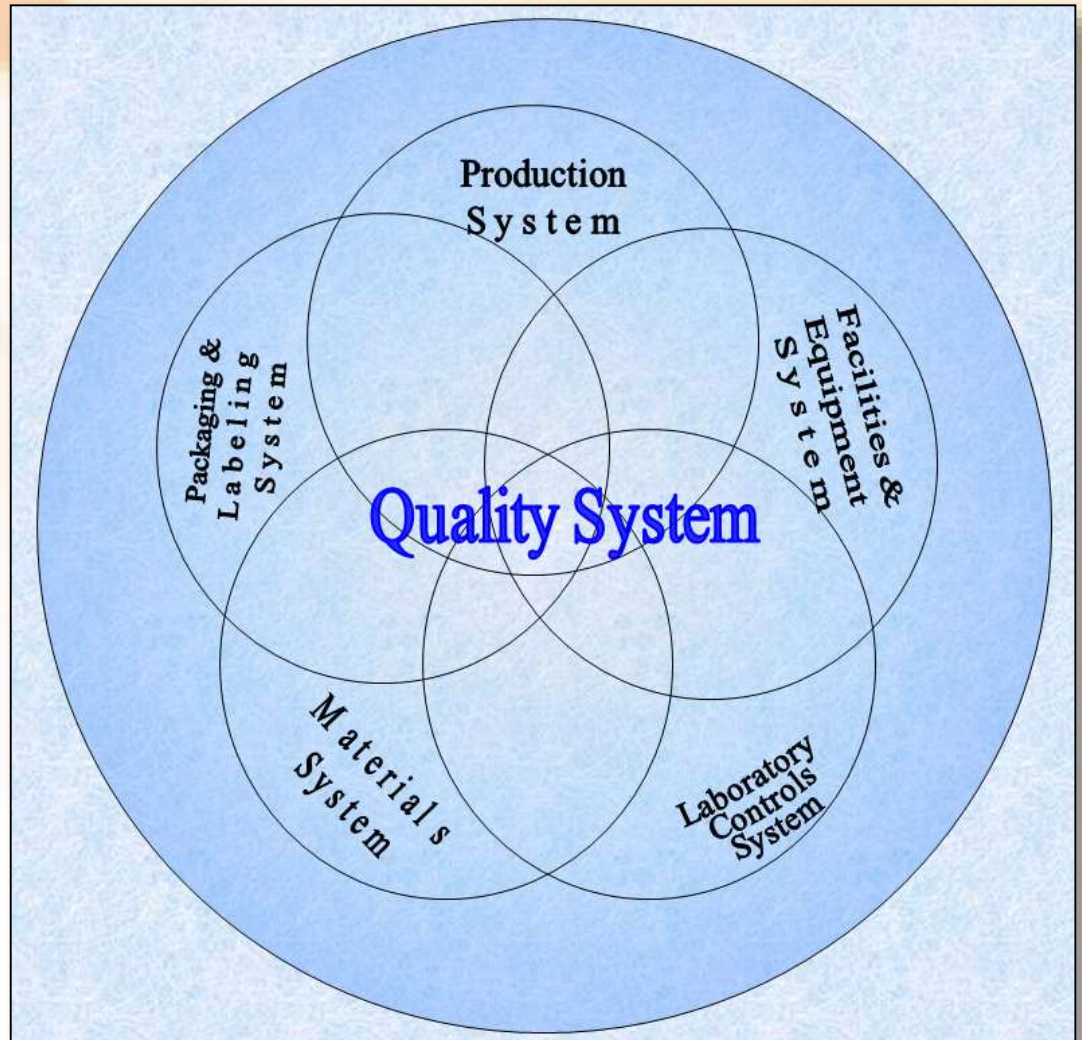 Production
System
Facilities &
Equipment
System
Packaging &
Labeling
System
Quality System
Materials
System
Laboratory
Controls
System